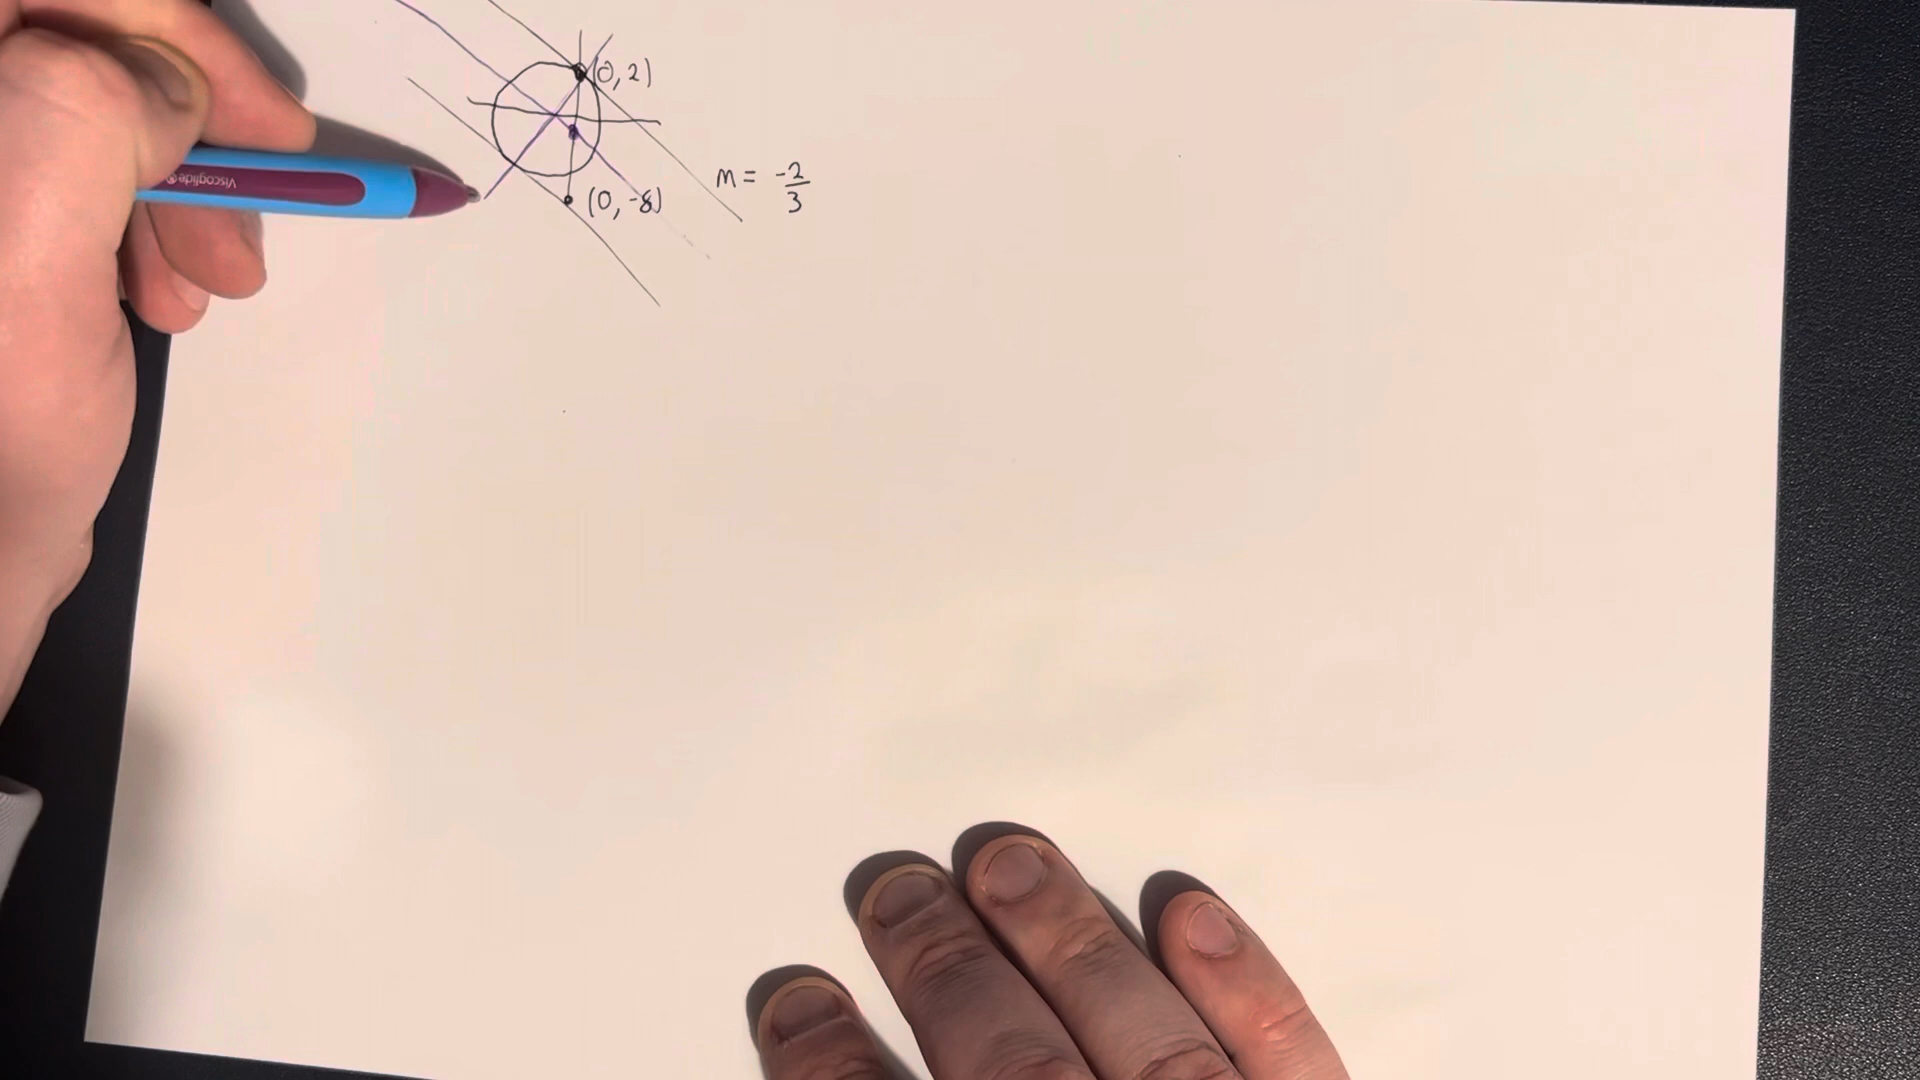 (0, 2)
m = -2/3
(0, -8)
Viscoglide®